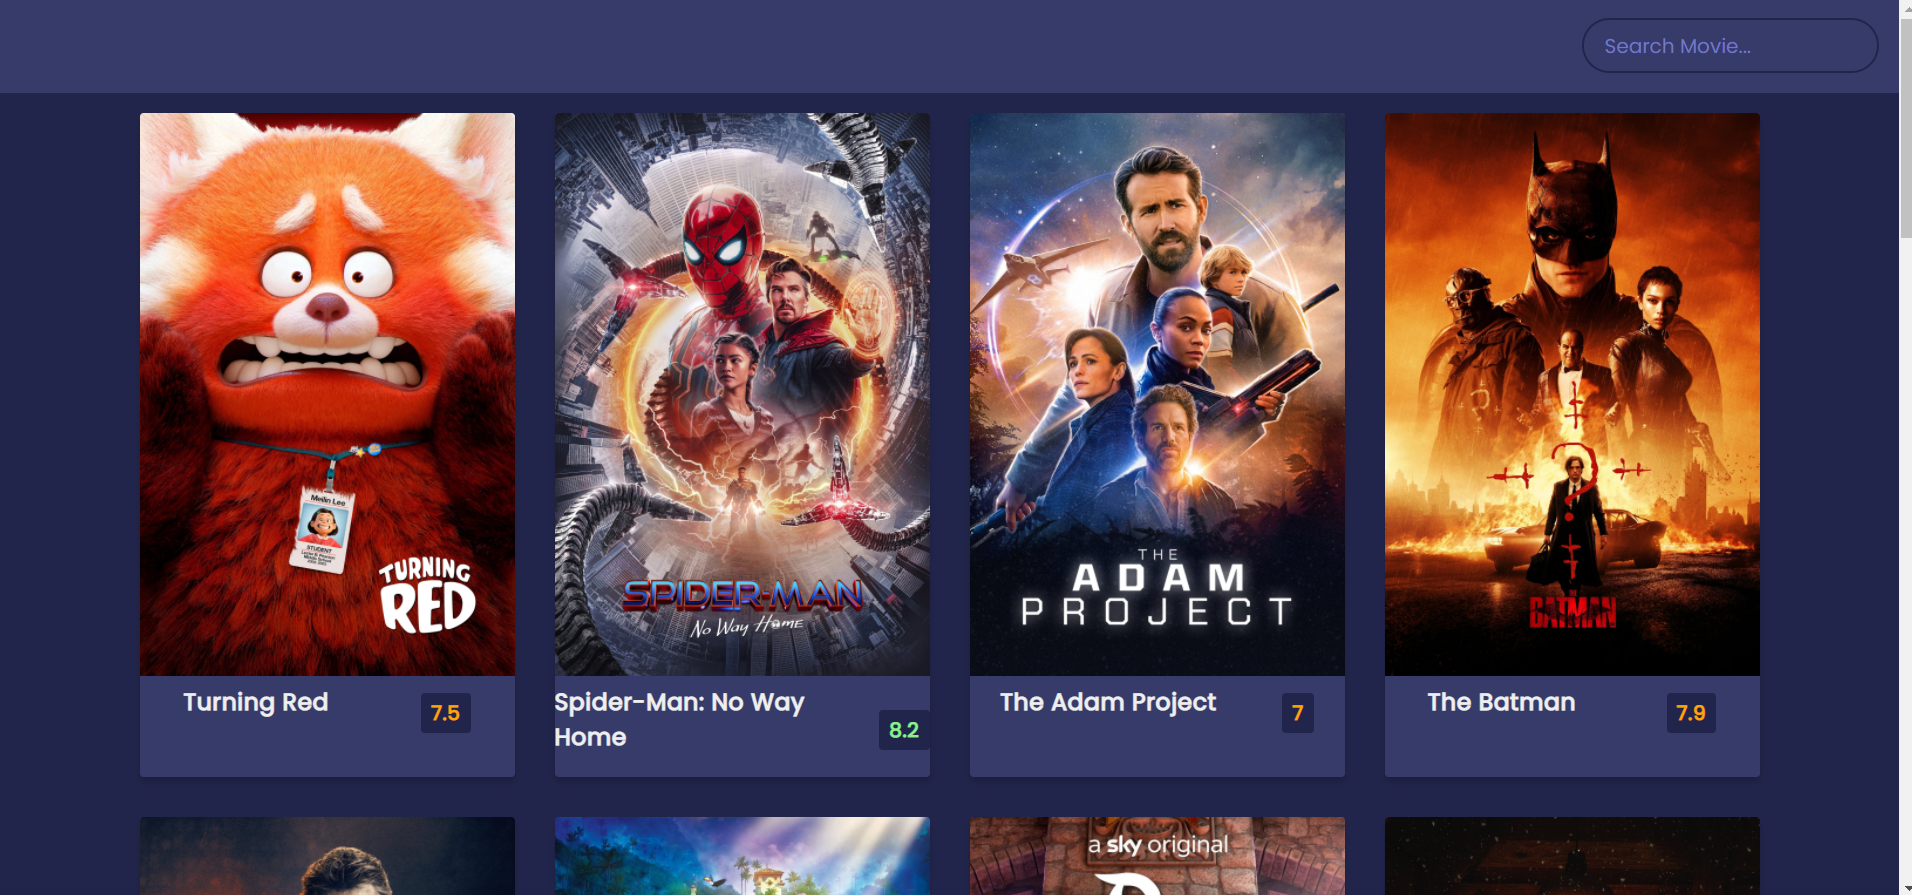 Search Movie...
Meilin Lee
STUDENT
TURNING
RED
SPIDER-MAN
No Way Home
THE
ADAM
PROJECT
THE
BATMAN
Turning Red
7.5
Spider-Man: No Way
Home
8.2
The Adam Project
7
The Batman
7.9
a sky original